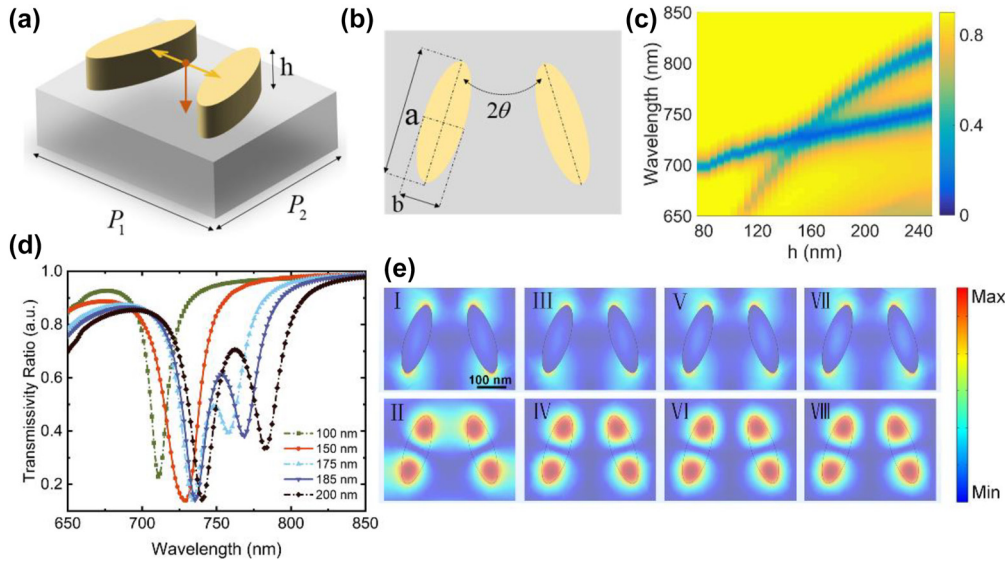 (a)
h
P1
P2
(b)
a
b
2θ
(c)
Wavelength (nm)
850
800
750
700
650
80
120
160
200
240
h (nm)
0.8
0.4
0
(d)
Transmissivity Ratio (a.u.)
1.0
0.8
0.6
0.4
0.2
100 nm
150 nm
175 nm
185 nm
200 nm
650
700
750
800
850
Wavelength (nm)
(e)
I
III
V
VII
100 nm
II
IV
VI
VIII
Max
Min